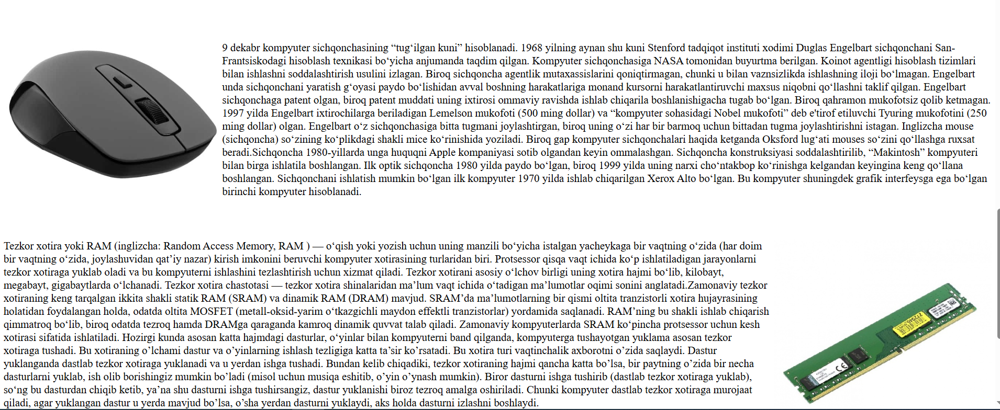 9 dekabr kompyuter sichqonchasining “tug‘ilgan kuni” hisoblanadi. 1968 yilning aynan shu kuni Stenford tadqiqot instituti xodimi Duglas Engelbart sichqonchani San-
Frantsiskodagi hisoblash texnikasi bo‘yicha anjumanda taqdim qilgan. Kompyuter sichqonchasiga NASA tomonidan buyurtma berilgan. Koinot agentligi hisoblash tizimlari
bilan ishlashni soddalashtirish usulini izlagan. Biroq sichqoncha agentlik mutaxassislarini qoniqtirmagan, chunki u bilan vaznsizlikda ishlashning iloji bo‘lmagan. Engelbart
unda sichqonchani yaratish g‘oyasi paydo bo‘lishidan avval boshning harakatlariga monand kursorni harakatlantiruvchi maxsus niqobni qo‘llashni taklif qilgan. Engelbart
sichqonchaga patent olgan, biroq patent muddati uning ixtirosi ommaviy ravishda ishlab chiqarila boshlanishigacha tugab bo‘lgan. Biroq qahramon mukofotsiz qolib ketmagan.
1997 yilda Engelbart ixtirochilarga beriladigan Lemelson mukofoti (500 ming dollar) va “kompyuter sohasidagi Nobel mukofoti” deb e'tirof etiluvchi Tyuring mukofotini (250
ming dollar) olgan. Engelbart o‘z sichqonchasiga bitta tugmani joylashtirgan, biroq uning o‘zi har bir barmoq uchun bittadan tugma joylashtirishni istagan. Inglizcha mouse
(sichqoncha) so‘zining ko‘plikdagi shakli mice ko‘rinishida yoziladi. Biroq gap kompyuter sichqonchalari haqida ketganda Oksford lug‘ati mouses so‘zini qo‘llashga ruxsat
beradi.Sichqoncha 1980-yillarda unga huquqni Apple kompaniyasi sotib olgandan keyin ommalashgan. Sichqoncha konstruksiyasi soddalashtirilib, “Makintosh” kompyuteri
bilan birga ishlatila boshlangan. Ilk optik sichqoncha 1980 yilda paydo bo‘lgan, biroq 1999 yilda uning narxi cho‘ntakbop ko‘rinishga kelgandan keyingina keng qo‘llana
boshlangan. Sichqonchani ishlatish mumkin bo‘lgan ilk kompyuter 1970 yilda ishlab chiqarilgan Xerox Alto bo‘lgan. Bu kompyuter shuningdek grafik interfeysga ega bo‘lgan
birinchi kompyuter hisoblanadi.
Tezkor xotira yoki RAM (inglizcha: Random Access Memory, RAM ) — o‘qish yoki yozish uchun uning manzili bo‘yicha istalgan yacheykaga bir vaqtning o‘zida (har doim
bir vaqtning o‘zida, joylashuvidan qat’iy nazar) kirish imkonini beruvchi kompyuter xotirasining turlaridan biri. Protsessor qisqa vaqt ichida ko‘p ishlatiladigan jarayonlarni
tezkor xotiraga yuklab oladi va bu kompyuterni ishlashini tezlashtirish uchun xizmat qiladi. Tezkor xotirani asosiy o‘lchov birligi uning xotira hajmi bo‘lib, kilobayt,
megabayt, gigabaytlarda o‘lchanadi. Tezkor xotira chastotasi — tezkor xotira shinalaridan ma’lum vaqt ichida o‘tadigan ma’lumotlar oqimi sonini anglatadi.Zamonaviy tezkor
xotiraning keng tarqalgan ikkita shakli statik RAM (SRAM) va dinamik RAM (DRAM) mavjud. SRAM’da ma’lumotlarning bir qismi oltita tranzistorli xotira hujayrasining
holatidan foydalangan holda, odatda oltita MOSFET (metall-oksid-yarim o‘tkazgichli maydon effektli tranzistorlar) yordamida saqlanadi. RAM’ning bu shakli ishlab chiqarish
qimmatroq bo‘lib, biroq odatda tezroq hamda DRAMga qaraganda kamroq dinamik quvvat talab qiladi. Zamonaviy kompyuterlarda SRAM ko‘pincha protsessor uchun kesh
xotirasi sifatida ishlatiladi. Hozirgi kunda asosan katta hajmdagi dasturlar, o‘yinlar bilan kompyuterni band qilganda, kompyuterga tushayotgan yuklama asosan tezkor
xotiraga tushadi. Bu xotiraning o’lchami dastur va o’yinlarning ishlash tezligiga katta ta’sir ko’rsatadi. Bu xotira turi vaqtinchalik axborotni o’zida saqlaydi. Dastur
yuklanganda dastlab tezkor xotiraga yuklanadi va u yerdan ishga tushadi. Bundan kelib chiqadiki, tezkor xotiraning hajmi qancha katta bo’lsa, bir paytning o’zida bir necha
dasturlarni yuklab, ish olib borishingiz mumkin bo’ladi (misol uchun musiqa eshitib, o’yin o’ynash mumkin). Biror dasturni ishga tushirib (dastlab tezkor xotiraga yuklab),
so‘ng bu dasturdan chiqib ketib, ya’na shu dasturni ishga tushirsangiz, dastur yuklanishi biroz tezroq amalga oshiriladi. Chunki kompyuter dastlab tezkor xotiraga murojaat
qiladi, agar yuklangan dastur u yerda mavjud bo’lsa, o’sha yerdan dasturni yuklaydi, aks holda dasturni izlashni boshlaydi.